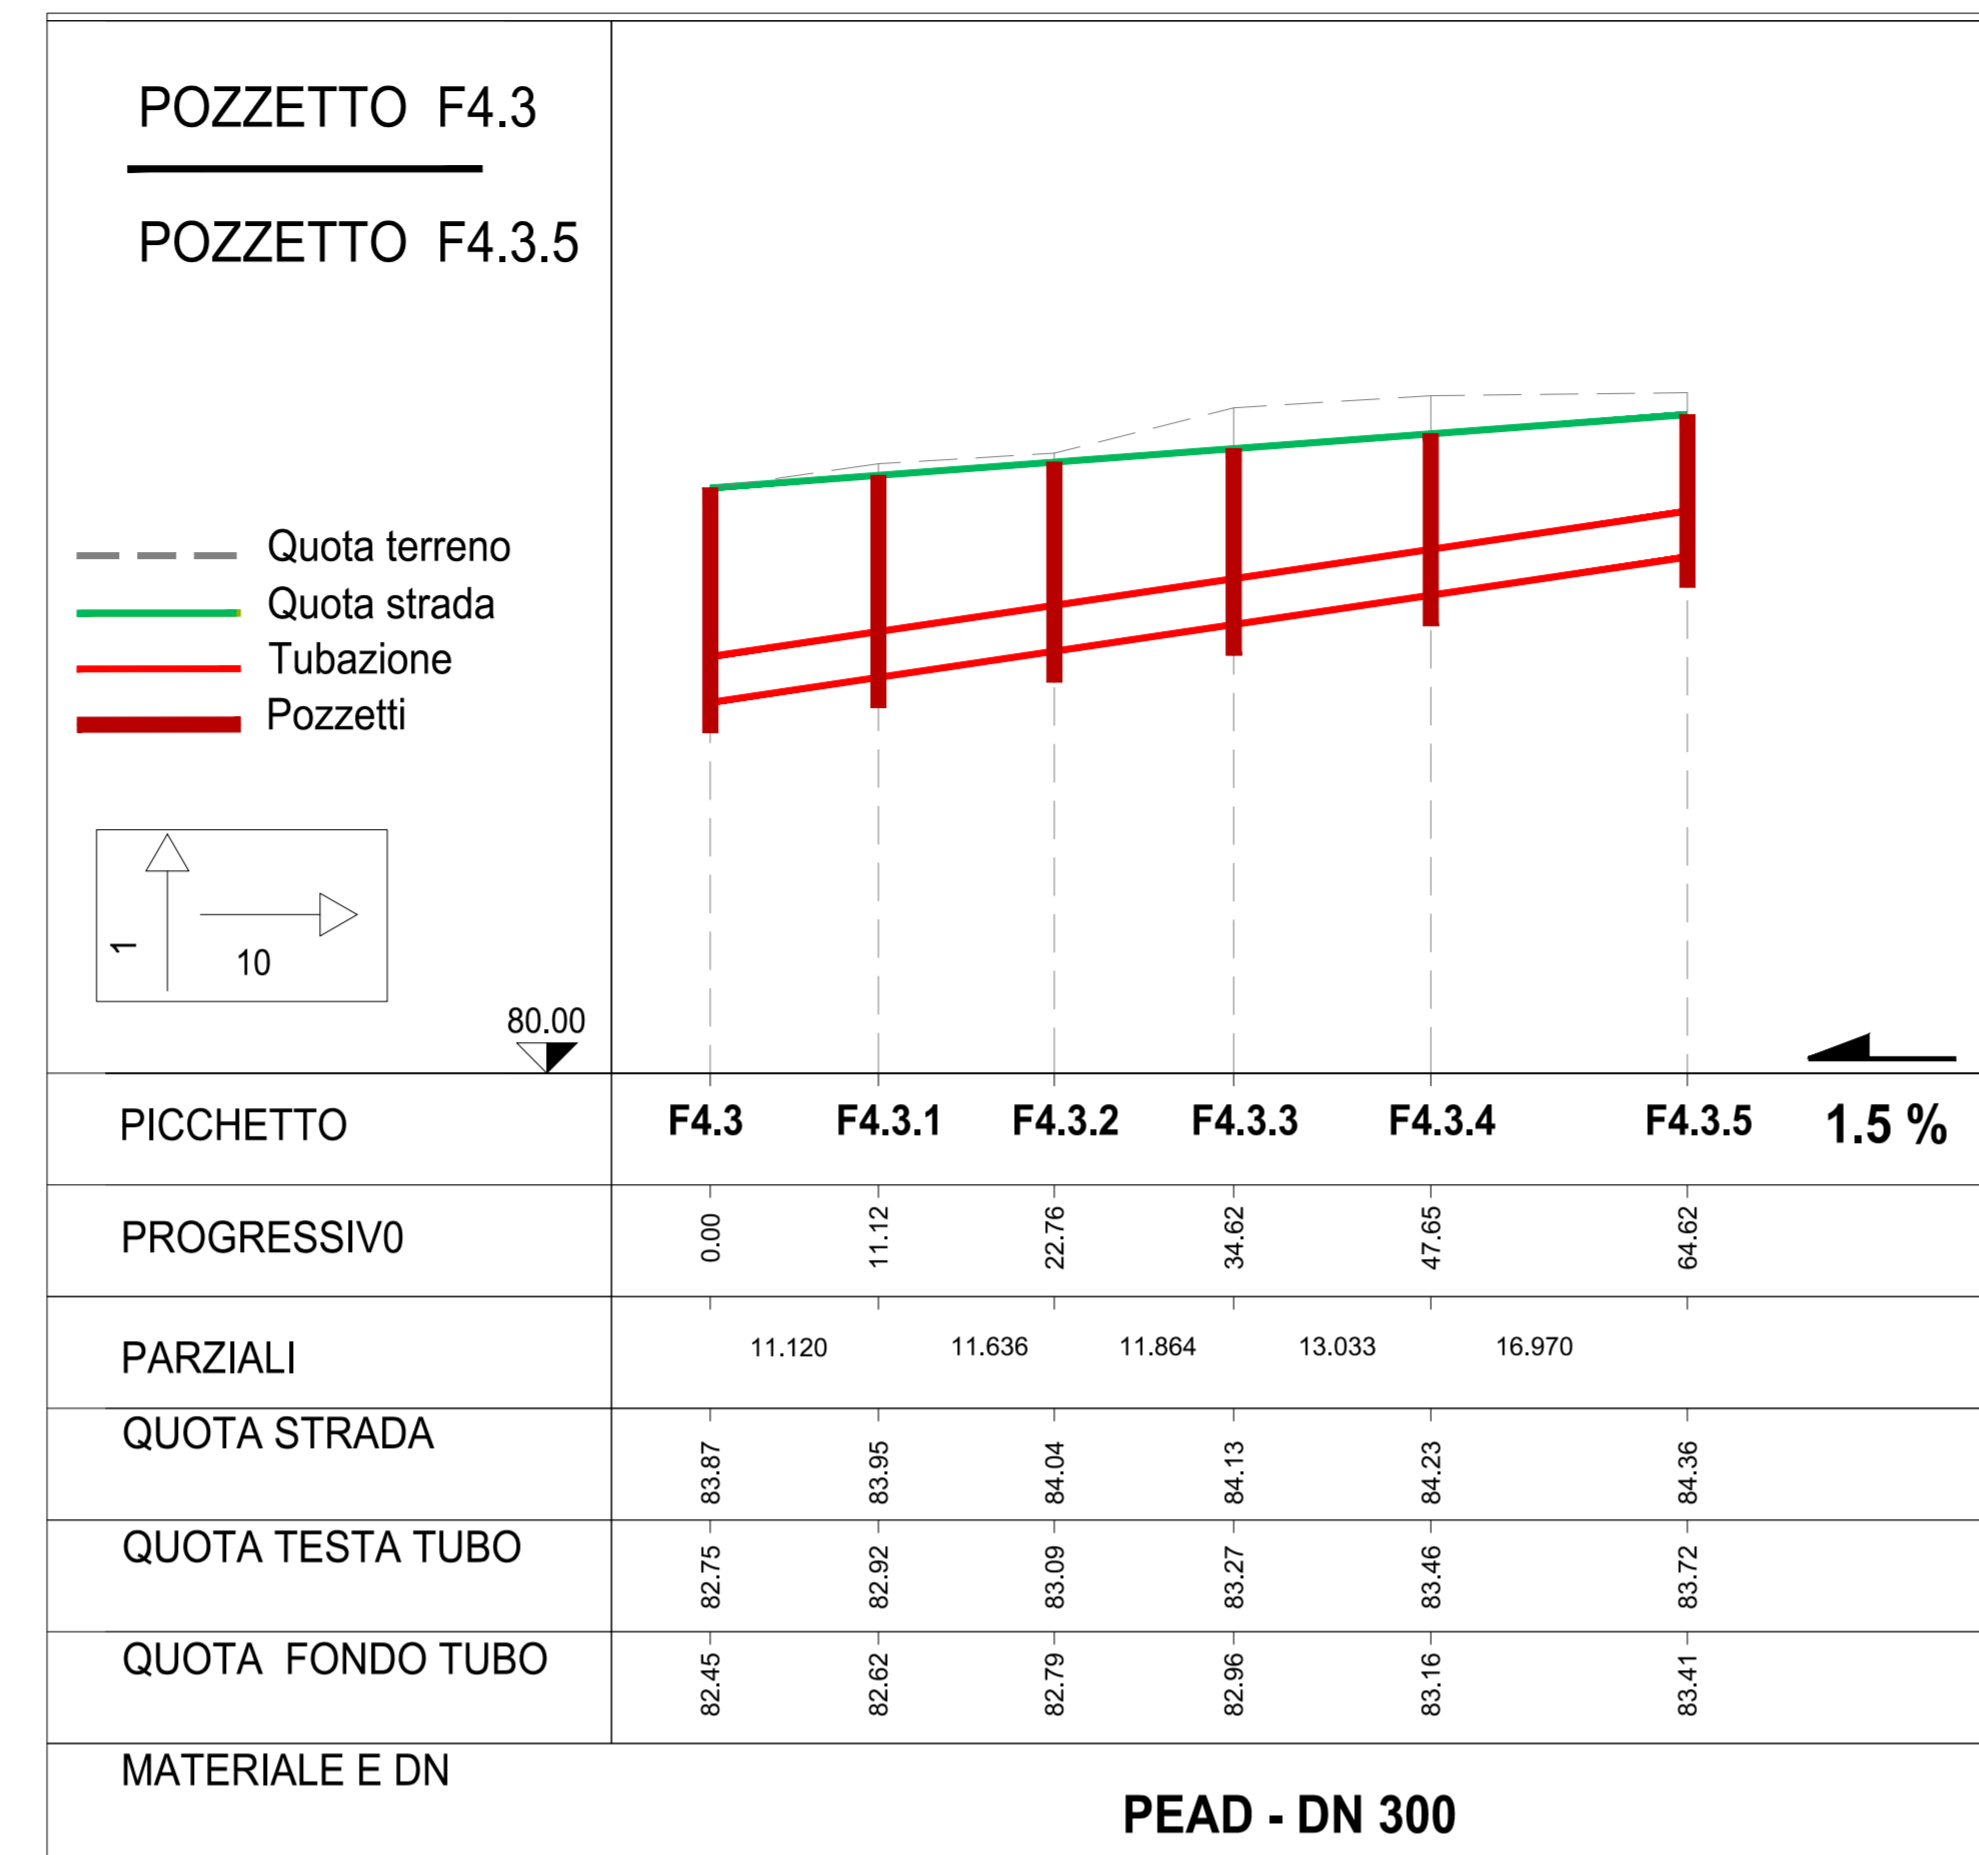 POZZETTO F4.3
POZZETTO F4.3.5
Quota terreno
Quota strada
Tubazione
Pozzetti
1
10
80.00
PICCHETTO F4.3 F4.3.1 F4.3.2 F4.3.3 F4.3.4 F4.3.5 1.5 %
PROGRESSIV0 0.00 11.12 22.76 34.62 47.65 64.62
PARZIALI 11.120 11.636 11.864 13.033 16.970
QUOTA STRADA 83.87 83.95 84.04 84.13 84.23 84.36
QUOTA TESTA TUBO 82.75 82.92 83.09 83.27 83.46 83.72
QUOTA FONDO TUBO 82.45 82.62 82.79 82.96 83.16 83.41
MATERIALE E DN
PEAD - DN 300